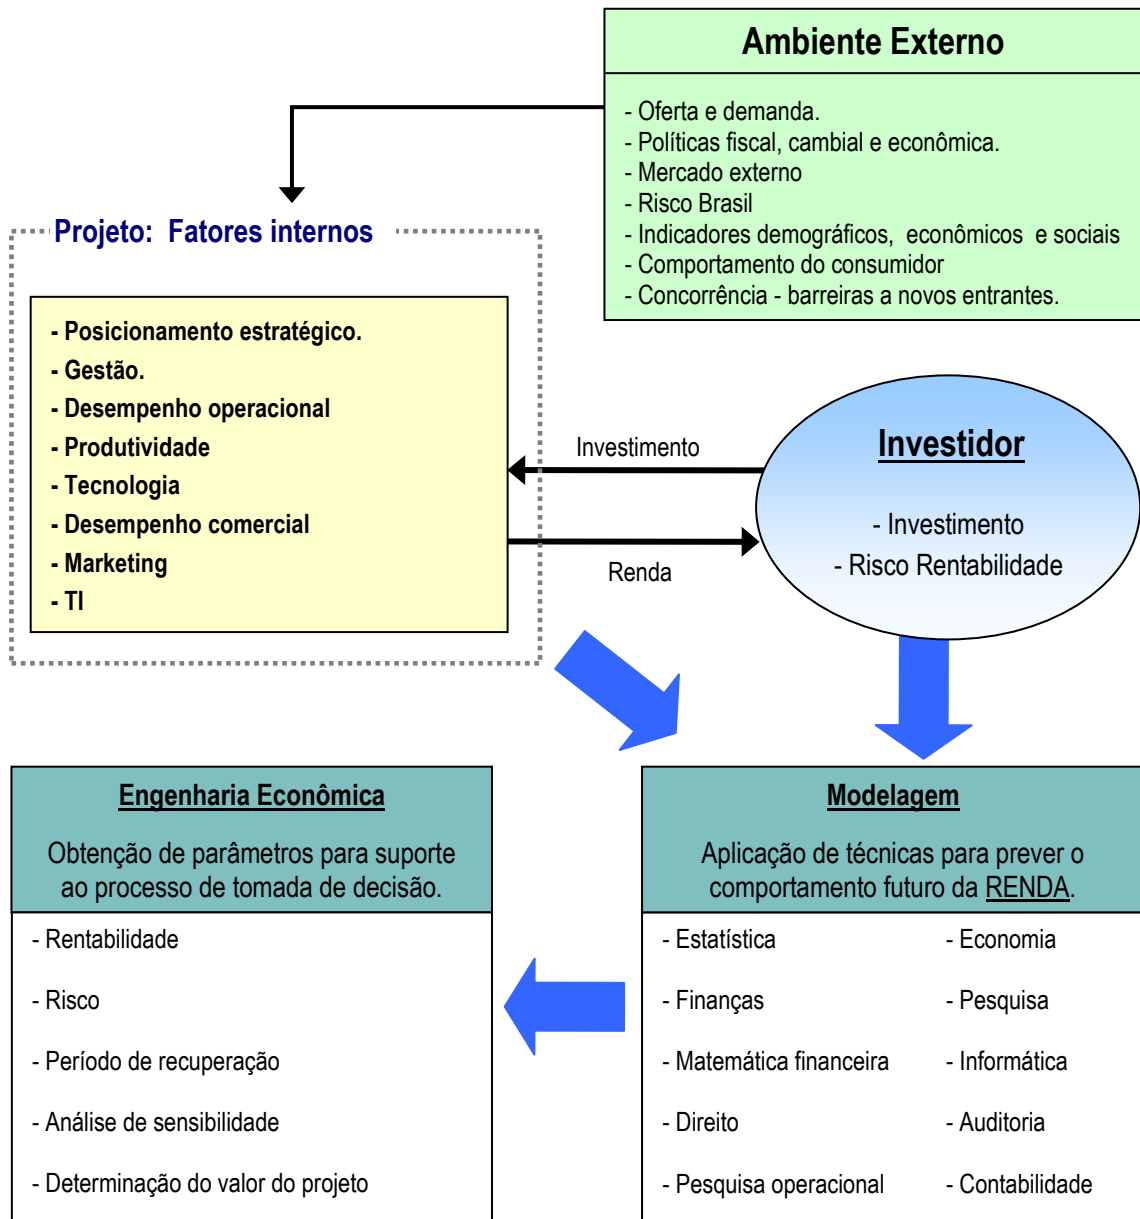 Ambiente Externo
- Oferta e demanda.
- Políticas fiscal, cambial e econômica.
- Mercado externo
- Risco Brasil
- Indicadores demográficos, econômicos e sociais
- Comportamento do consumidor
- Concorrência - barreiras a novos entrantes.
Projeto: Fatores internos
- Posicionamento estratégico.
- Gestão.
- Desempenho operacional
- Produtividade
- Tecnologia
- Desempenho comercial
- Marketing
- TI
Investimento
Renda
Investidor
- Investimento
- Risco Rentabilidade
Engenharia Econômica
Obtenção de parâmetros para suporte
ao processo de tomada de decisão.
- Rentabilidade
- Risco
- Período de recuperação
- Análise de sensibilidade
- Determinação do valor do projeto
Modelagem
Aplicação de técnicas para prever o
comportamento futuro da RENDA.
- Estatística
- Finanças
- Matemática financeira
- Direito
- Pesquisa operacional
- Economia
- Pesquisa
- Informática
- Auditoria
- Contabilidade